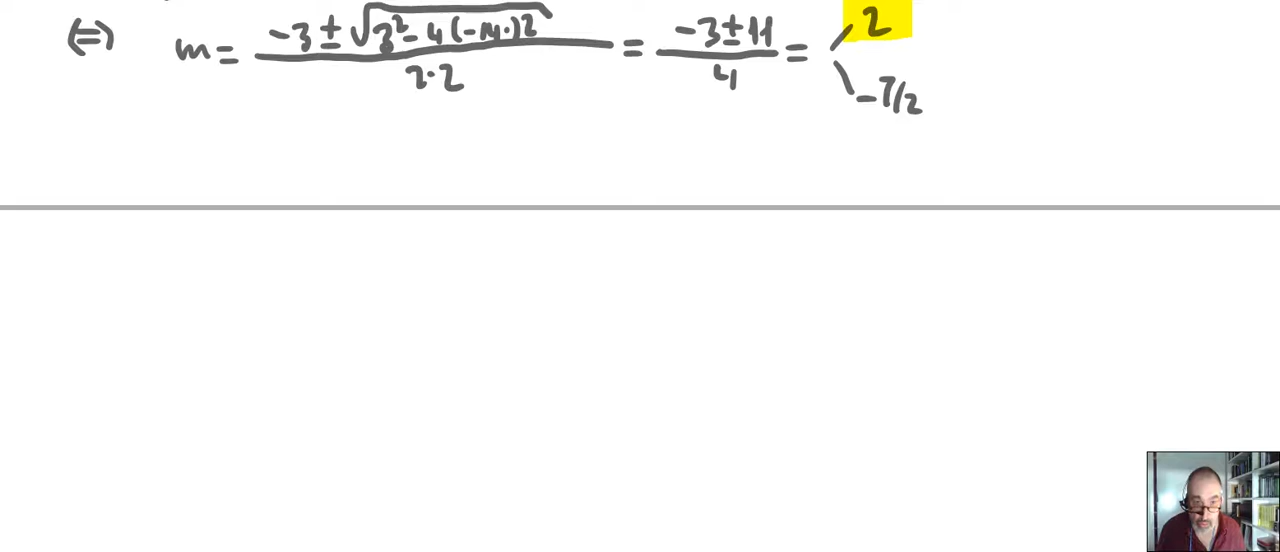 (⇔) m = (-3 ± √(3² - 4(-14·)2)) / (2·2) = (-3 ± 11) / 4 = 2
-7/2